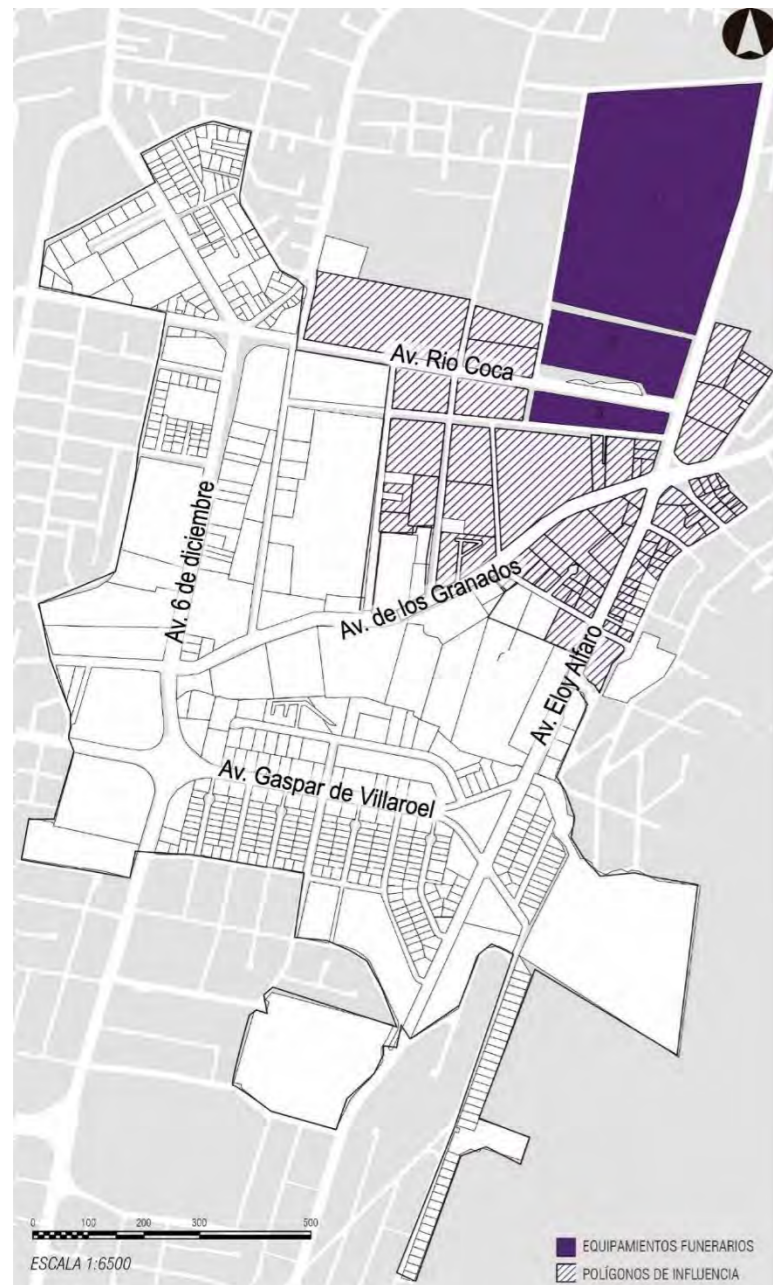 Av. Rio Coca
Av. 6 de diciembre
Av. de los Granados
Av. Eloy Alfaro
Av. Gaspar de Villaroel
0 100 200 300 500
ESCALA 1:6500
EQUIPAMIENTOS FUNERARIOS
POLÍGONOS DE INFLUENCIA